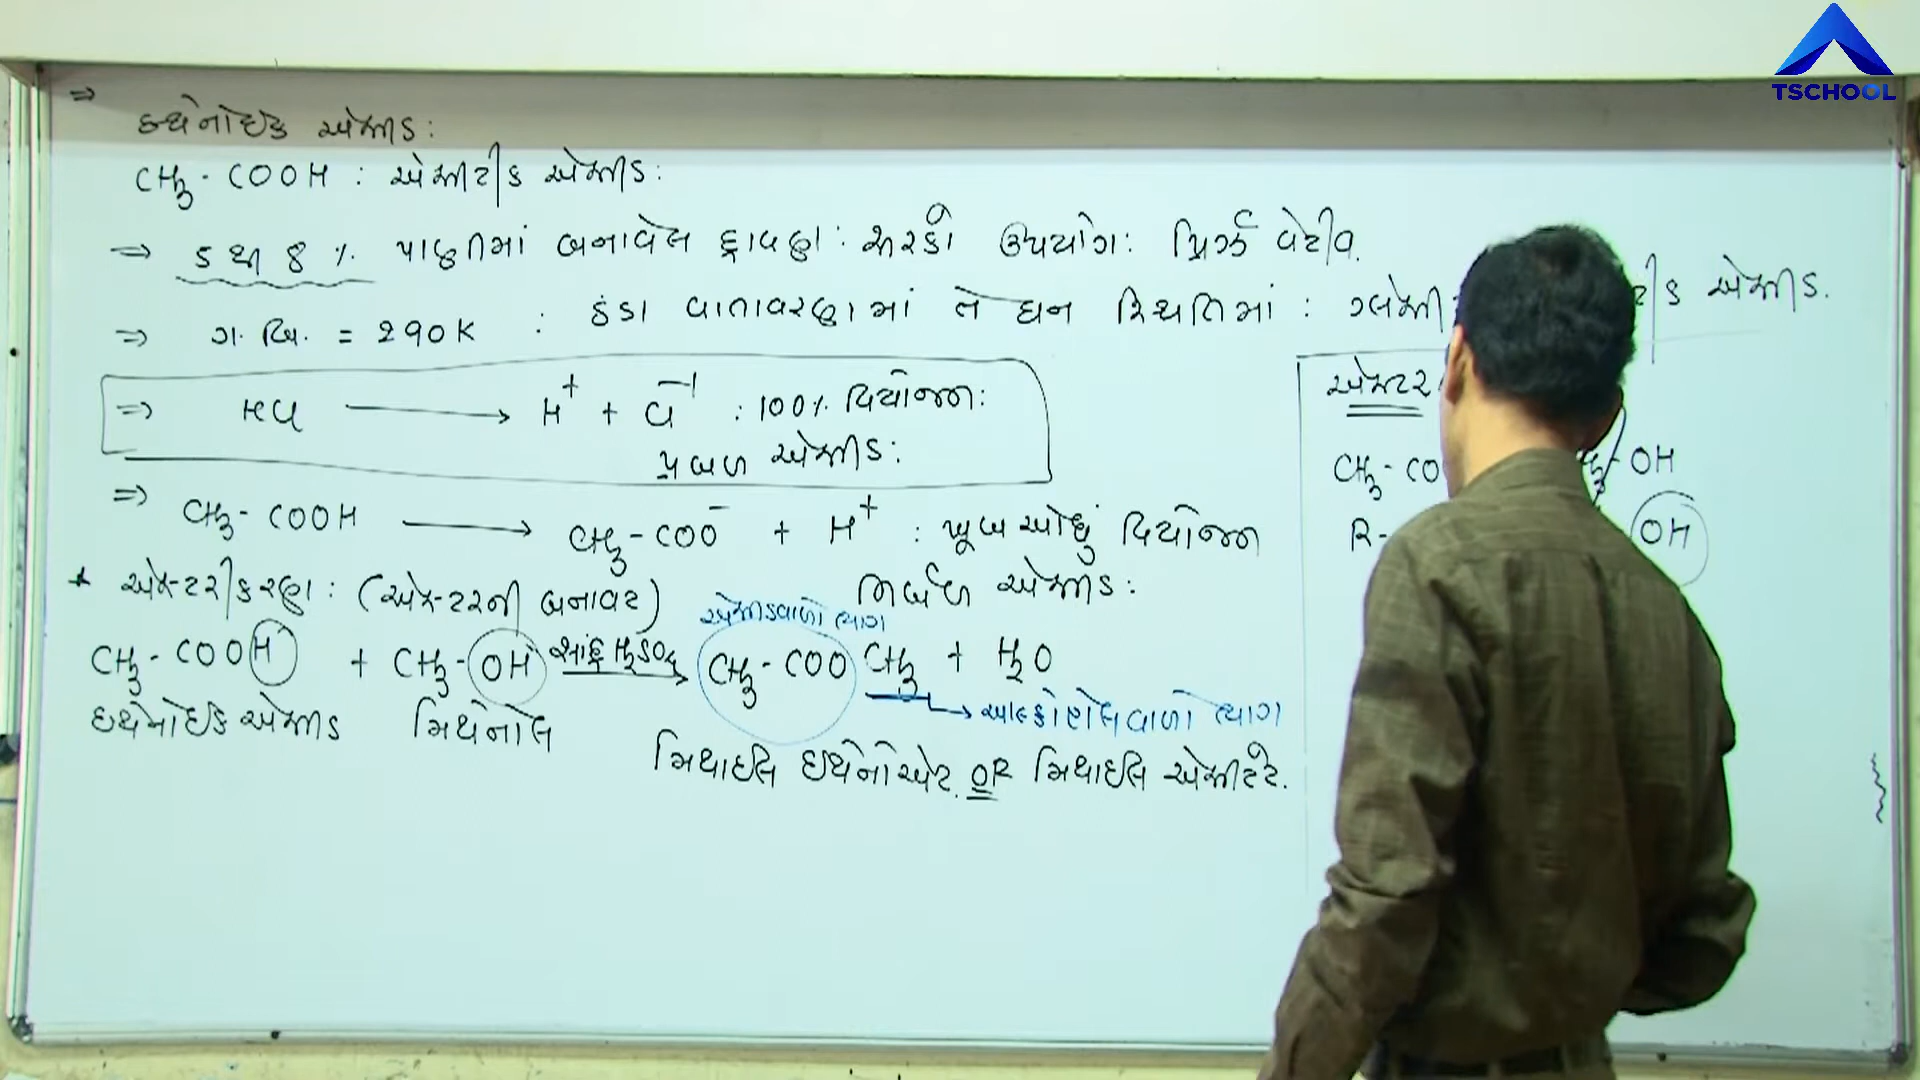 TSCHOOL
⇒
ઇથેનોઇક એસીડ:
CH₃-COOH : એસીટીક એસીડ:
⇒ 5 થી 8 % પાણીમાં બનાવેલ દ્રાવણ: સરકો ઉપયોગ: પ્રિઝર્વેટીવ.
⇒ ગ.બિં. = 290K : ઠંડા વાતાવરણમાં તે ઘન સ્થિતિમાં : ટીક એસીડ.
⇒ HCl ⟶ H⁺ + Cl⁻¹ : 100% વિયોજન:
પ્રબળ એસીડ:
⇒ CH₃-COOH ⟶ CH₃-COO⁻ + H⁺ : ખૂબ ઓછું વિયોજન
નિર્બળ એસીડ:
* એસ્ટરીકરણ: (એસ્ટરની બનાવટ)
એસીડવાળો ભાગ
CH₃-COOH + CH₃-OH સાંદ્ર H₂SO₄ ⟶ CH₃-COO CH₃ + H₂O
→ આલ્કોહોલવાળો ભાગ
ઇથેનોઇક એસીડ મિથેનોલ
મિથાઇલ ઇથેનોએટ. OR મિથાઇલ એસીટેટ.
એસ્ટર
CH₃-CO -OH
R- OH